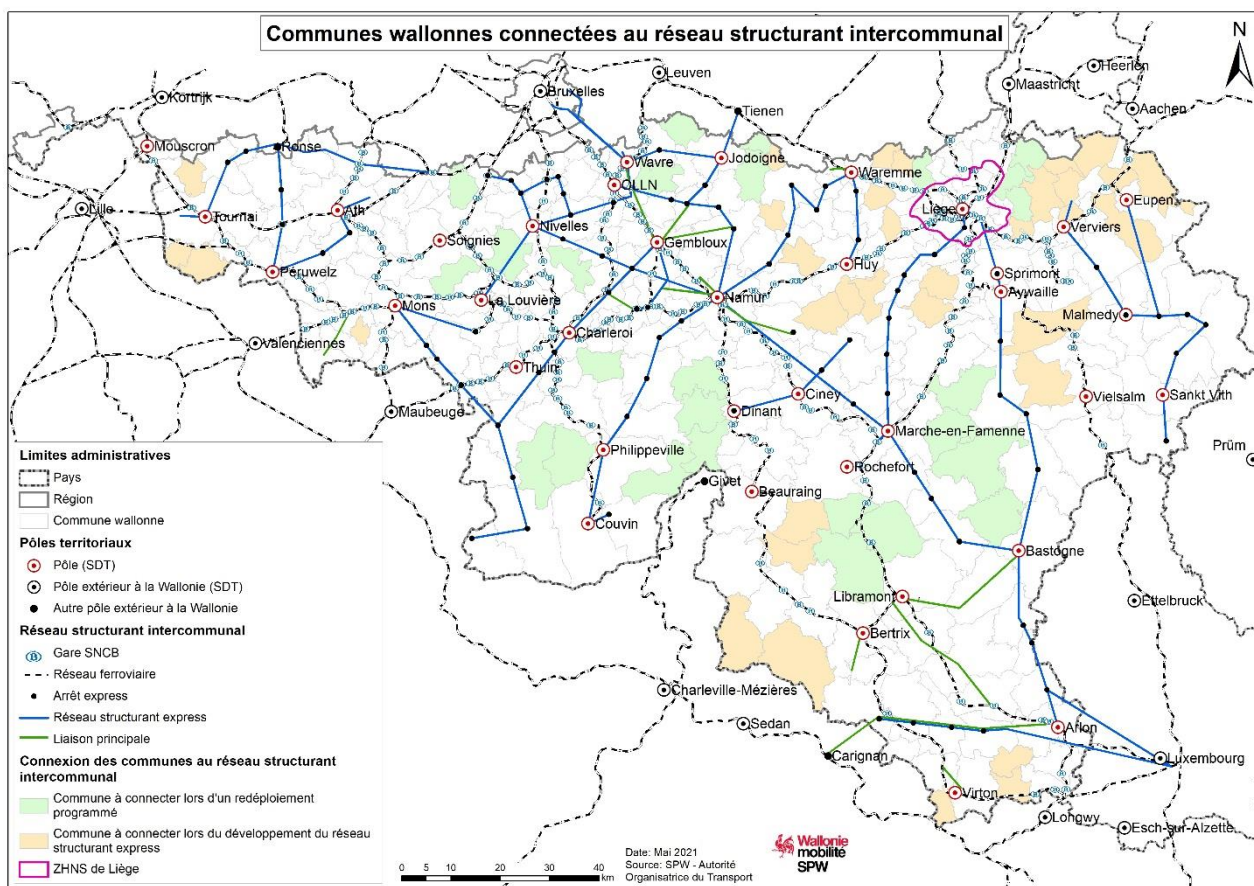 Communes wallonnes connectées au réseau structurant intercommunal
N
Heerlen
Leuven
Maastricht
Bruxelles
Kortrijk
Aachen
Tienen
Mouscron
Ronse
Wavre
Jodoigne
Waremme
OLLN
Liège
Eupen
Lille
Tournai
Ath
Nivelles
Verviers
Soignies
Gembloux
Péruwelz
Huy
Sprimont
Aywaille
La Louvière
Namur
Mons
Malmedy
Charleroi
Valenciennes
Thuin
Ciney
Vielsalm
Sankt Vith
Maubeuge
Dinant
Marche-en-Famenne
Prüm
Philippeville
Rochefort
Givet
Beauraing
Couvin
Bastogne
Libramont
Ettelbruck
Bertrix
Charleville-Mézières
Sedan
Arlon
Carignan
Luxembourg
Virton
Longwy
Esch-sur-Alzette
Limites administratives
Pays
Région
Commune wallonne
Pôles territoriaux
Pôle (SDT)
Pôle extérieur à la Wallonie (SDT)
Autre pôle extérieur à la Wallonie
Réseau structurant intercommunal
Gare SNCB
Réseau ferroviaire
Arrêt express
Réseau structurant express
Liaison principale
Connexion des communes au réseau structurant
intercommunal
Commune à connecter lors d'un redéploiement
programmé
Commune à connecter lors du développement du réseau
structurant express
ZHNS de Liège
0 5 10 20 30 40
km
Date: Mai 2021
Source: SPW - Autorité
Organisatrice du Transport
Wallonie
mobilité
SPW